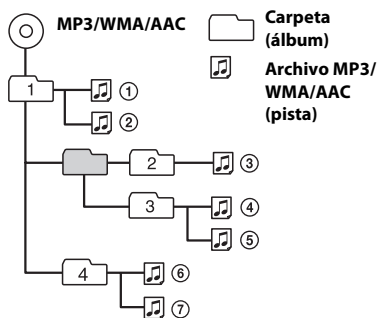 MP3/WMA/AAC
Carpeta
(álbum)
Archivo MP3/
WMA/AAC
(pista)
1
①
②
2
③
3
④
⑤
4
⑥
⑦